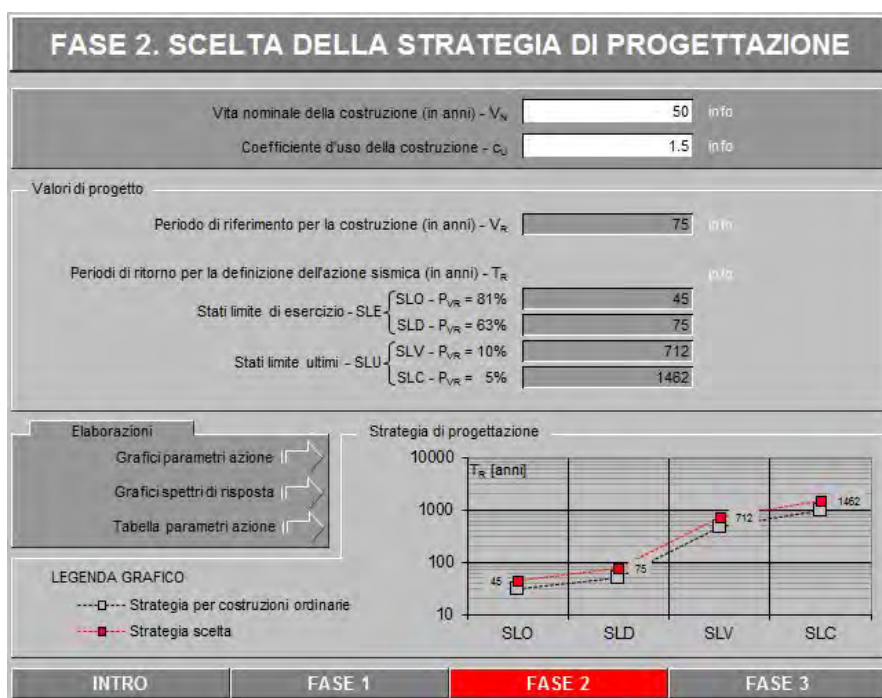 FASE 2. SCELTA DELLA STRATEGIA DI PROGETTAZIONE
Vita nominale della costruzione (in anni) - VN 50 info
Coefficiente d'uso della costruzione - cU 1.5 info
Valori di progetto
Periodo di riferimento per la costruzione (in anni) - VR 75 info
Periodi di ritorno per la definizione dell'azione sismica (in anni) - TR info
Stati limite di esercizio - SLE
SLO - PVR = 81% 45
SLD - PVR = 63% 75
Stati limite ultimi - SLU
SLV - PVR = 10% 712
SLC - PVR = 5% 1462
Elaborazioni
Grafici parametri azione
Grafici spettri di risposta
Tabella parametri azione
Strategia di progettazione
TR [anni]
10000
1000
100
10
45
75
712
1462
SLO SLD SLV SLC
LEGENDA GRAFICO
Strategia per costruzioni ordinarie
Strategia scelta
INTRO FASE 1 FASE 2 FASE 3